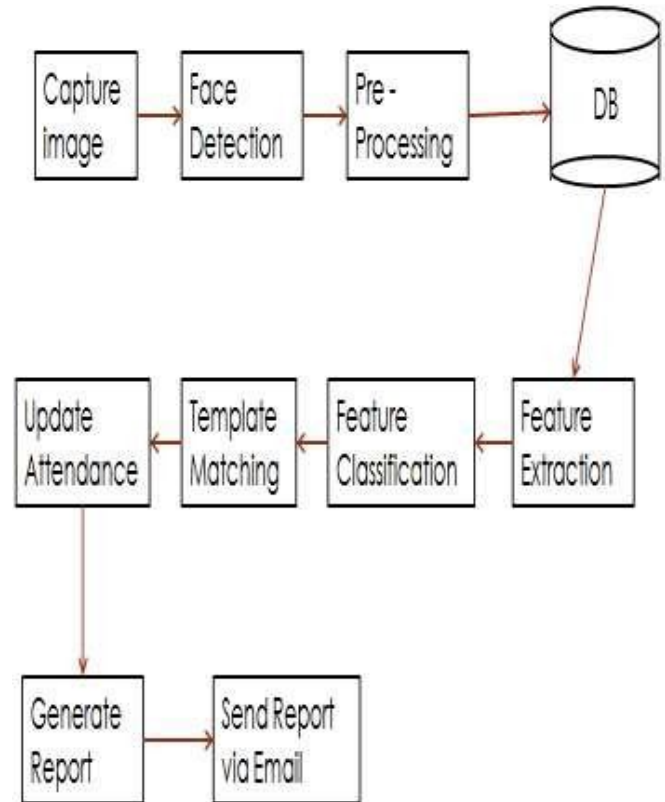 Capture
image
Face
Detection
Pre -
Processing
DB
Update
Attendance
Template
Matching
Feature
Classification
Feature
Extraction
Generate
Report
Send Report
via Email